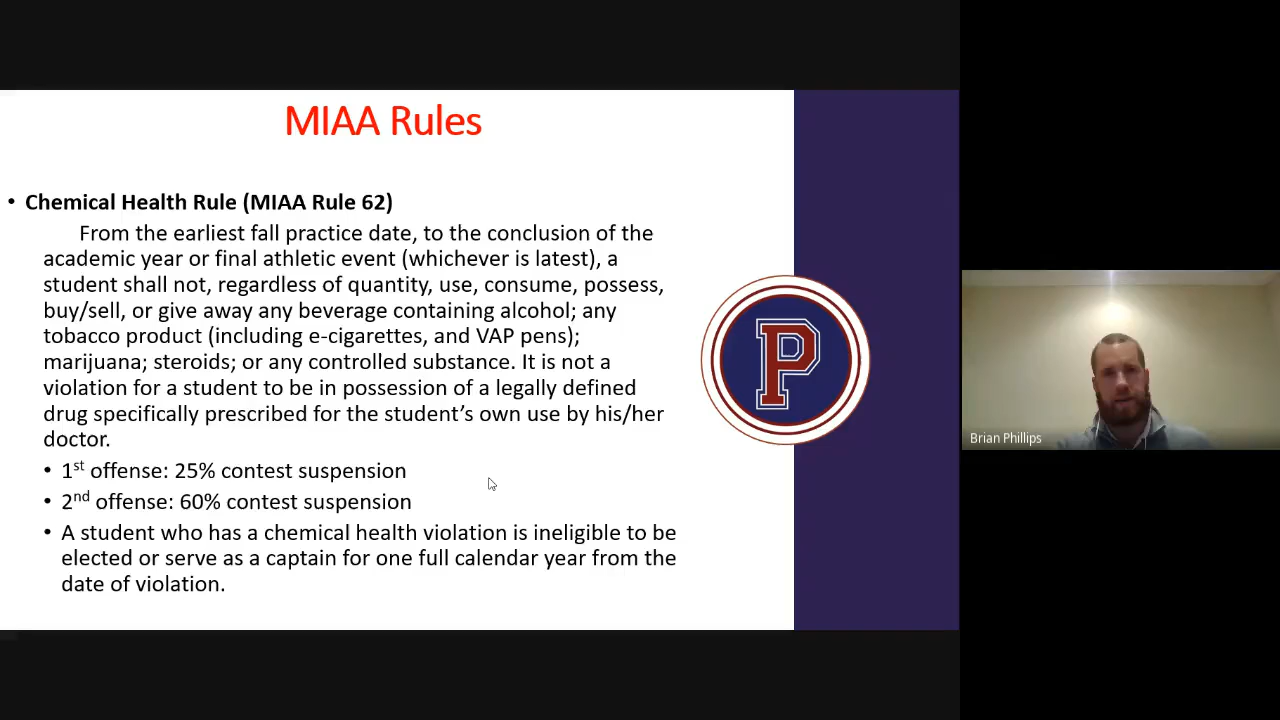 MIAA Rules
• Chemical Health Rule (MIAA Rule 62)
From the earliest fall practice date, to the conclusion of the
academic year or final athletic event (whichever is latest), a
student shall not, regardless of quantity, use, consume, possess,
buy/sell, or give away any beverage containing alcohol; any
tobacco product (including e-cigarettes, and VAP pens);
marijuana; steroids; or any controlled substance. It is not a
violation for a student to be in possession of a legally defined
drug specifically prescribed for the student's own use by his/her
doctor.
• 1st offense: 25% contest suspension
• 2nd offense: 60% contest suspension
• A student who has a chemical health violation is ineligible to be
elected or serve as a captain for one full calendar year from the
date of violation.
P
Brian Phillips